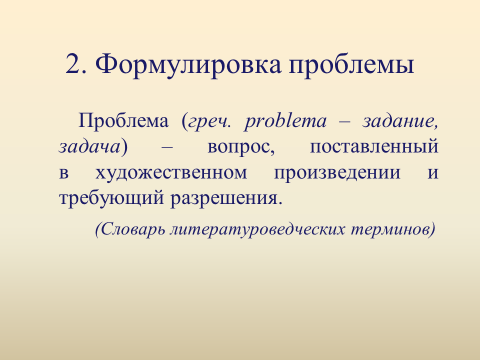 2. Формулировка проблемы
Проблема (греч. problema – задание,
задача) – вопрос, поставленный
в художественном произведении и
требующий разрешения.
(Словарь литературоведческих терминов)